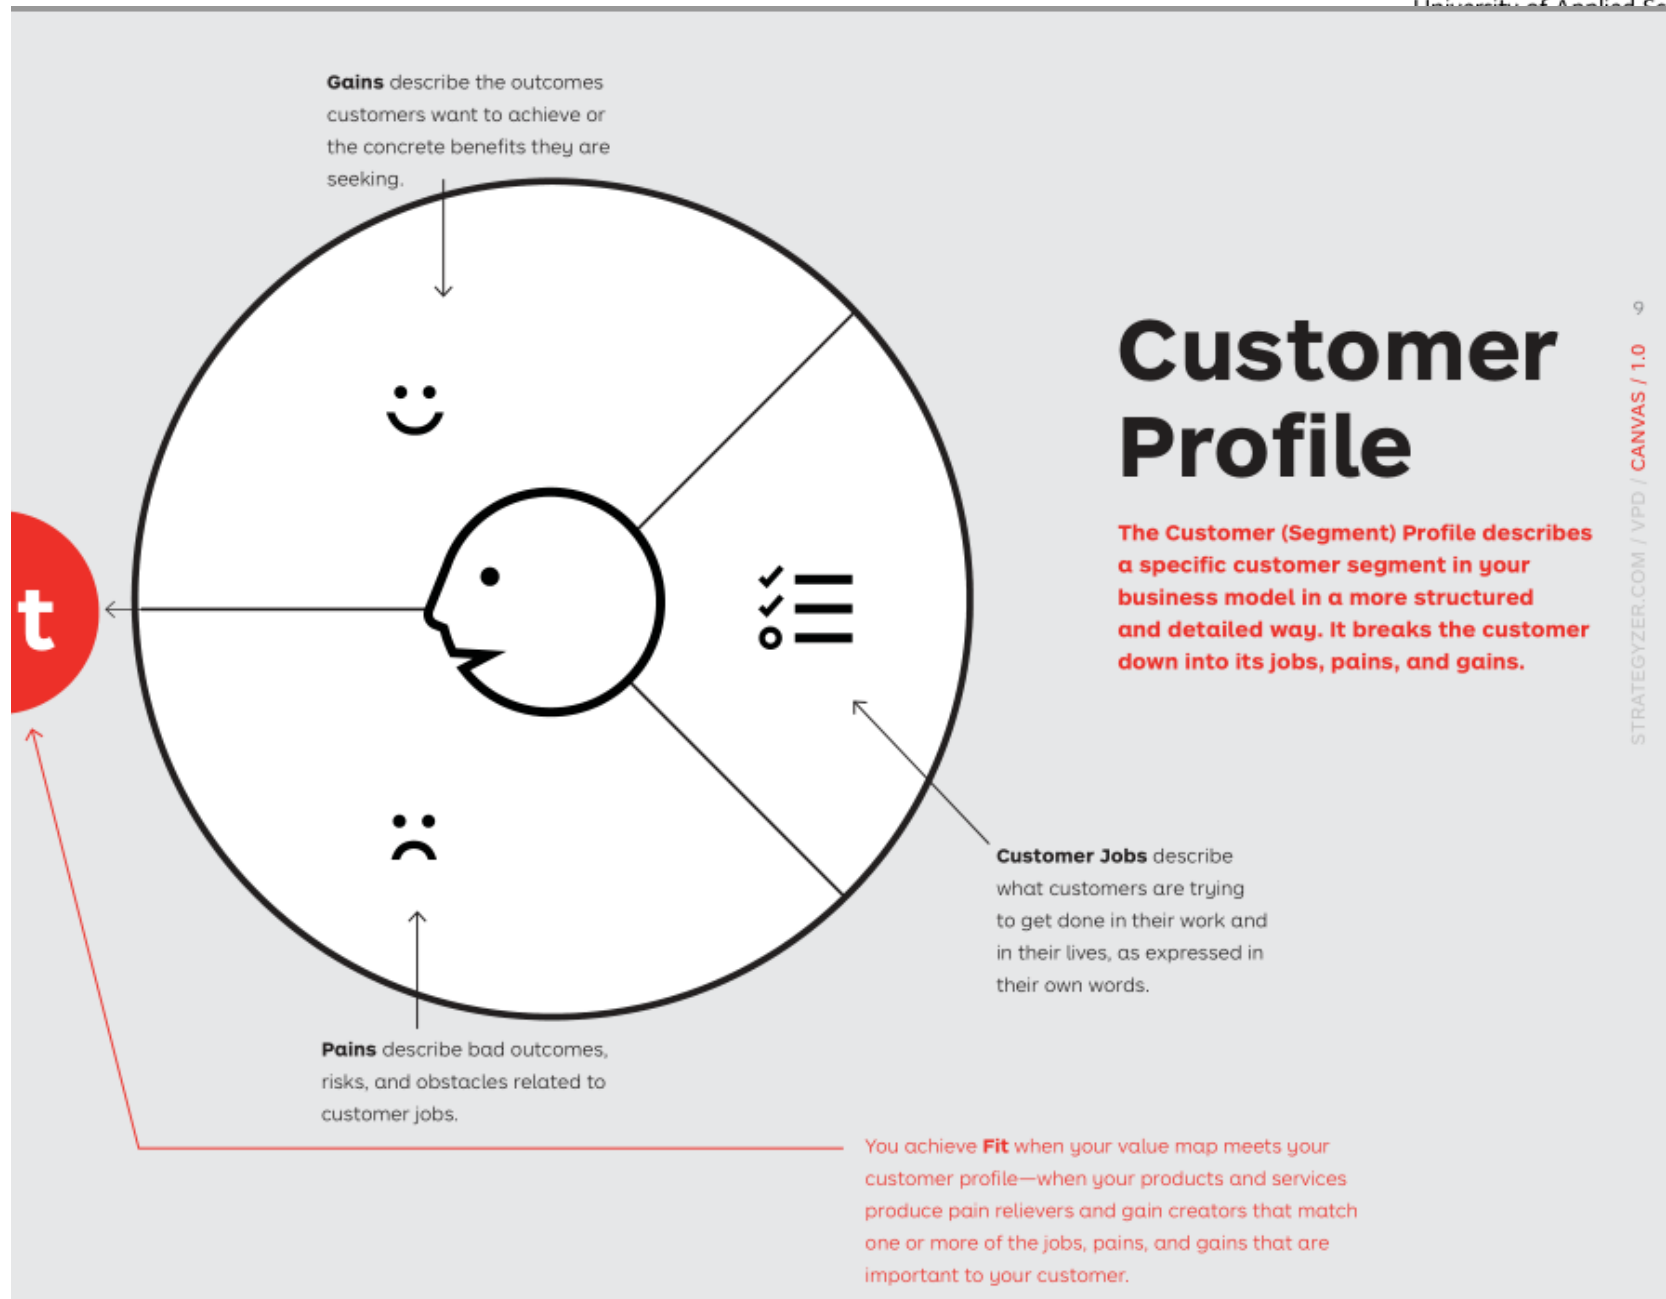 Gains describe the outcomes
customers want to achieve or
the concrete benefits they are
seeking.
Customer
Profile
The Customer (Segment) Profile describes
a specific customer segment in your
business model in a more structured
and detailed way. It breaks the customer
down into its jobs, pains, and gains.
9
STRATEGYZER.COM / VPD / CANVAS / 1.0
t
Customer Jobs describe
what customers are trying
to get done in their work and
in their lives, as expressed in
their own words.
Pains describe bad outcomes,
risks, and obstacles related to
customer jobs.
You achieve Fit when your value map meets your
customer profile—when your products and services
produce pain relievers and gain creators that match
one or more of the jobs, pains, and gains that are
important to your customer.